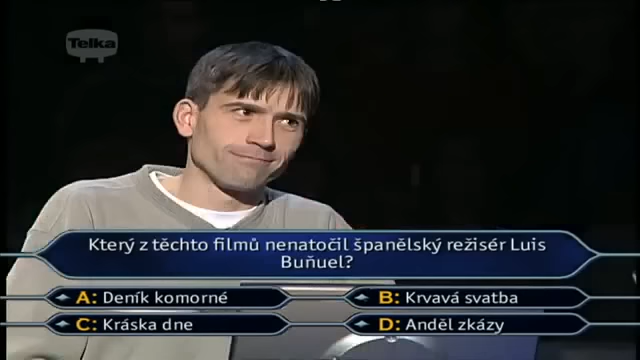 Telka
Který z těchto filmů nenatočil španělský režisér Luis
Buñuel?
A: Deník komorné
B: Krvavá svatba
C: Kráska dne
D: Anděl zkázy